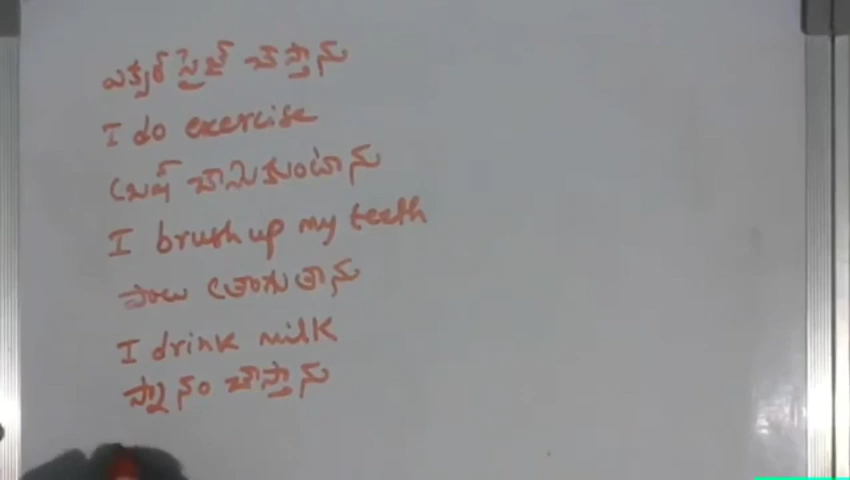 ఎక్సర్ సైజ్ చేస్తాను
I do exercise
బ్రష్ చేసుకుంటాను
I brush up my teeth
పాలు త్రాగుతాను
I drink milk
స్నానం చేస్తాను